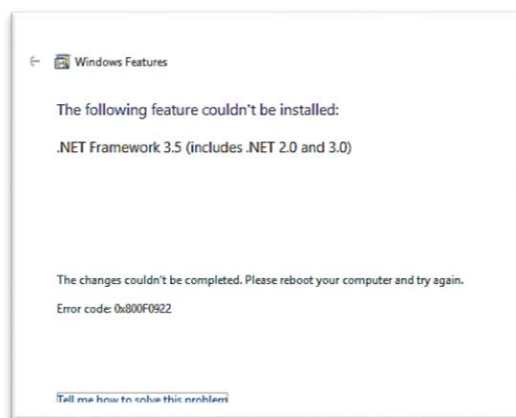 Windows Features
The following feature couldn't be installed:
.NET Framework 3.5 (includes .NET 2.0 and 3.0)
The changes couldn't be completed. Please reboot your computer and try again.
Error code: 0x800F0922
Tell me how to solve this problem